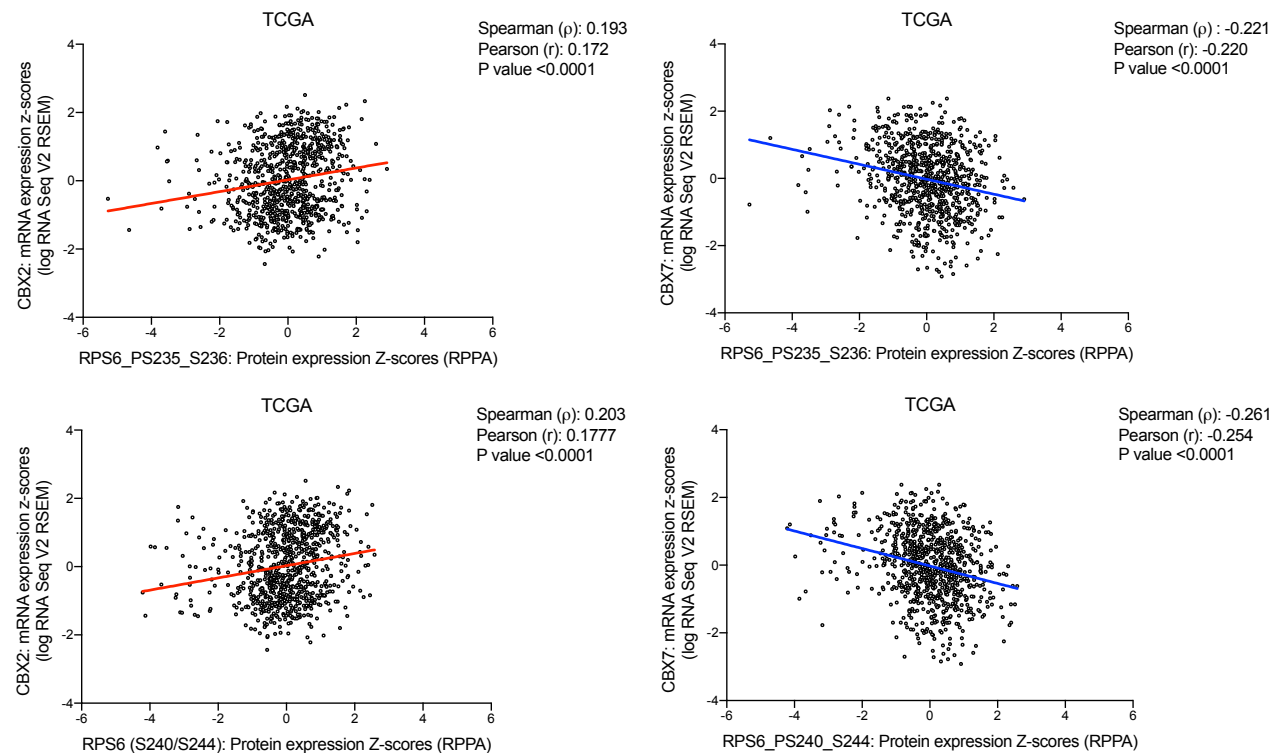 TCGA
Spearman (ρ): 0.193
Pearson (r): 0.172
P value <0.0001
CBX2: mRNA expression z-scores
(log RNA Seq V2 RSEM)
4
2
0
-2
-4
-6 -4 -2 0 2 4 6
RPS6_PS235_S236: Protein expression Z-scores (RPPA)
TCGA
Spearman (ρ) : -0.221
Pearson (r): -0.220
P value <0.0001
CBX7: mRNA expression z-scores
(log RNA Seq V2 RSEM)
4
2
0
-2
-4
-6 -4 -2 0 2 4 6
RPS6_PS235_S236: Protein expression Z-scores (RPPA)
TCGA
Spearman (ρ): 0.203
Pearson (r): 0.1777
P value <0.0001
CBX2: mRNA expression z-scores
(log RNA Seq V2 RSEM)
4
2
0
-2
-4
-6 -4 -2 0 2 4 6
RPS6 (S240/S244): Protein expression Z-scores (RPPA)
TCGA
Spearman (ρ): -0.261
Pearson (r): -0.254
P value <0.0001
CBX7: mRNA expression z-scores
(log RNA Seq V2 RSEM)
4
2
0
-2
-4
-6 -4 -2 0 2 4 6
RPS6_PS240_S244: Protein expression Z-scores (RPPA)